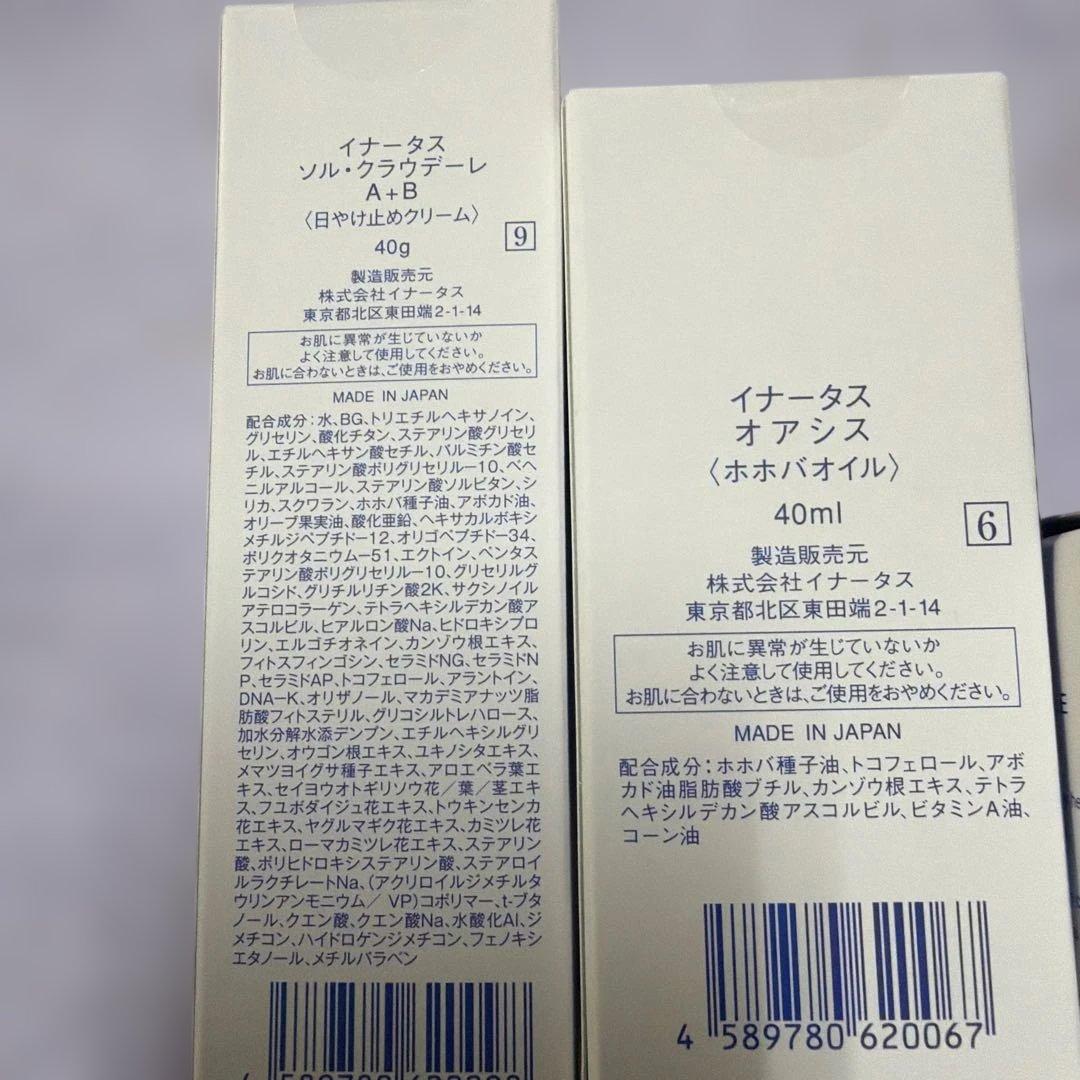 イナータス
ソル・クラウデーレ
A+B
〈日やけ止めクリーム〉
40g
9
製造販売元
株式会社イナータス
東京都北区東田端2-1-14
お肌に異常が生じていないか
よく注意して使用してください。
お肌に合わないときは、ご使用をおやめください。
MADE IN JAPAN
配合成分:水、BG、トリエチルヘキサノイン、
グリセリン、酸化チタン、ステアリン酸グリセリ
ル、エチルヘキサン酸セチル、パルミチン酸セ
チル、ステアリン酸ポリグリセリルー10、ベヘ
ニルアルコール、ステアリン酸ソルビタン、シ
リカ、スクワラン、ホホバ種子油、アボカド油、
オリーブ果実油、酸化亜鉛、ヘキサカルボキシ
メチルジペプチドー12、オリゴペプチドー34、
ポリクオタニウムー51、エクトイン、ペンタス
テアリン酸ポリグリセリルー10、グリセリルグ
ルコシド、グリチルリチン酸2K、サクシノイル
アテロコラーゲン、テトラヘキシルデカン酸ア
スコルビル、ヒアルロン酸Na、ヒドロキシプロ
リン、エルゴチオネイン、カンゾウ根エキス、
フィトスフィンゴシン、セラミドNG、セラミドN
P、セラミドAP、トコフェロール、アラントイン、
DNA-K、オリザノール、マカデミアナッツ脂
肪酸フィトステリル、グリコシルトレハロース、
加水分解水添デンプン、エチルヘキシルグリ
セリン、オウゴン根エキス、ユキノシタエキス、
メマツヨイグサ種子エキス、アロエベラ葉エ
キス、セイヨウオトギリソウ花/葉/茎エキ
ス、フユボダイジュ花エキス、トウキンセンカ
花エキス、ヤグルマギク花エキス、カミツレ花
エキス、ローマカミツレ花エキス、ステアリン
酸、ポリヒドロキシステアリン酸、ステアロイ
ルラクチレートNa、(アクリロイルジメチルタ
ウリンアンモニウム/VP)コポリマー、t-ブタ
ノール、クエン酸、クエン酸Na、水酸化Al、ジ
メチコン、ハイドロゲンジメチコン、フェノキシ
エタノール、メチルパラベン
イナータス
オアシス
〈ホホバオイル〉
40ml
6
製造販売元
株式会社イナータス
東京都北区東田端2-1-14
お肌に異常が生じていないか
よく注意して使用してください。
お肌に合わないときは、ご使用をおやめください。
MADE IN JAPAN
配合成分:ホホバ種子油、トコフェロール、アボ
カド油脂肪酸ブチル、カンゾウ根エキス、テトラ
ヘキシルデカン酸アスコルビル、ビタミンA油、
コーン油
4 589780 620067